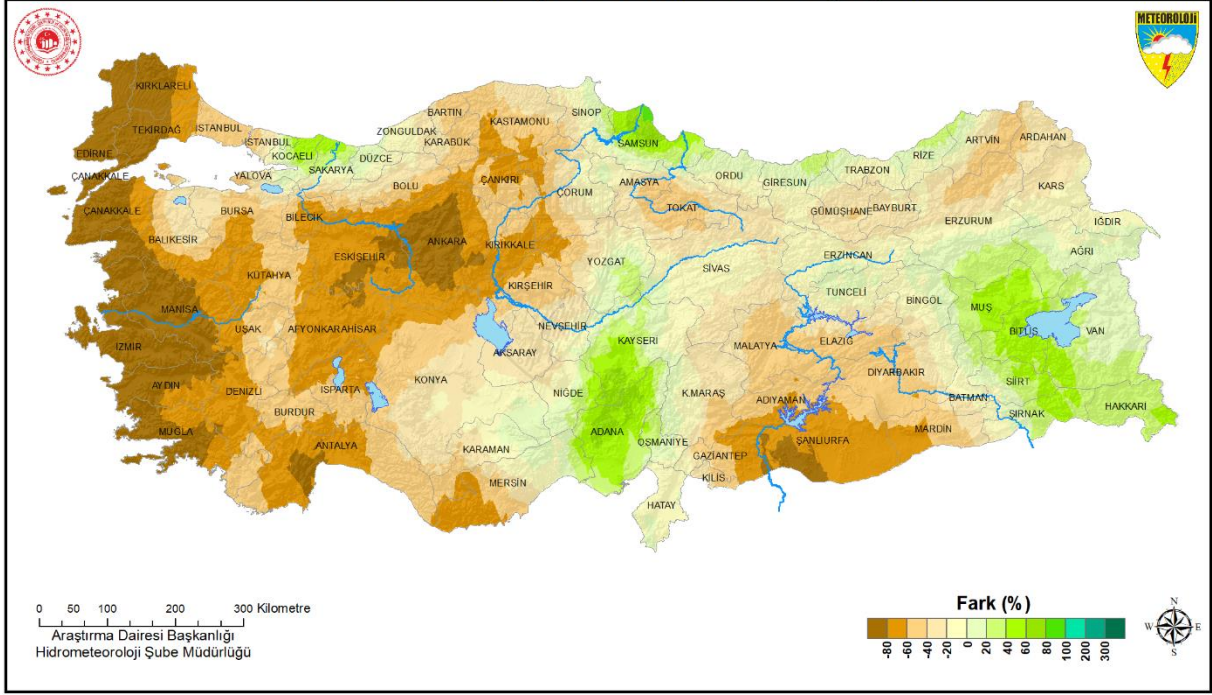 METEOROLOJİ
KIRKLARELİ
TEKİRDAĞ
İSTANBUL
EDİRNE
İSTANBUL
KOCAELİ
ÇANAKKALE
YALOVA
SAKARYA
DÜZCE
ZONGULDAK
BARTIN
KARABÜK
KASTAMONU
SİNOP
SAMSUN
ÇANAKKALE
BURSA
BİLECİK
BOLU
ÇANKIRI
ÇORUM
AMASYA
TOKAT
ORDU
GİRESUN
TRABZON
RİZE
ARTVİN
ARDAHAN
KARS
BALIKESİR
KÜTAHYA
ESKİŞEHİR
ANKARA
KIRIKKALE
YOZGAT
SİVAS
GÜMÜŞHANE
BAYBURT
ERZURUM
IĞDIR
AĞRI
ERZİNCAN
TUNCELİ
BİNGÖL
MUŞ
BİTLİS
VAN
MANİSA
UŞAK
AFYONKARAHİSAR
KIRŞEHİR
NEVŞEHİR
AKSARAY
KAYSERİ
MALATYA
ELAZIĞ
DİYARBAKIR
SİİRT
İZMİR
AYDIN
DENİZLİ
ISPARTA
KONYA
NİĞDE
K.MARAŞ
ADIYAMAN
BATMAN
ŞIRNAK
HAKKARİ
BURDUR
MUĞLA
ANTALYA
KARAMAN
ADANA
OSMANİYE
GAZİANTEP
ŞANLIURFA
MARDİN
MERSİN
KİLİS
HATAY
0 50 100 200 300 Kilometre
Araştırma Dairesi Başkanlığı
Hidrometeoroloji Şube Müdürlüğü
Fark (%)
-80 -60 -40 -20 0 20 40 60 80 100 200 300
N
W E
S